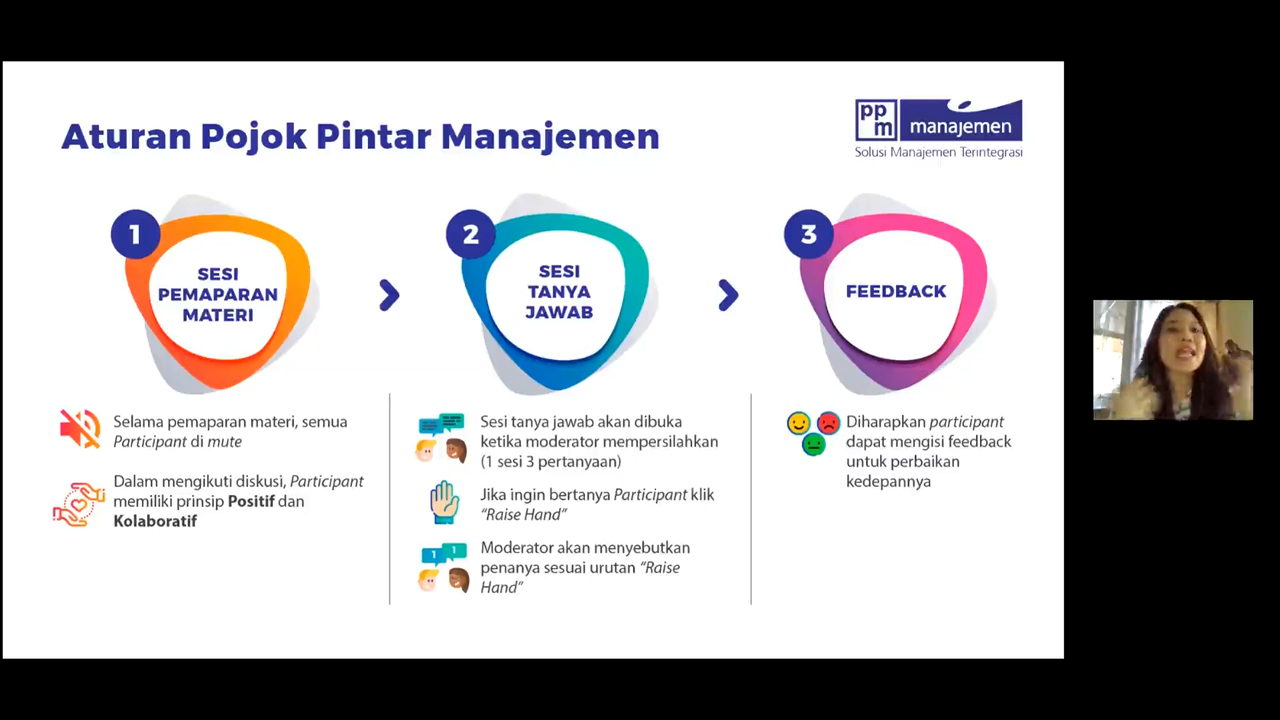 Aturan Pojok Pintar Manajemen
pp
m
manajemen
Solusi Manajemen Terintegrasi
1
SESI
PEMAPARAN
MATERI
2
SESI
TANYA
JAWAB
3
FEEDBACK
Selama pemaparan materi, semua
Participant di mute
Dalam mengikuti diskusi, Participant
memiliki prinsip Positif dan
Kolaboratif
Sesi tanya jawab akan dibuka
ketika moderator mempersilahkan
(1 sesi 3 pertanyaan)
Jika ingin bertanya Participant klik
“Raise Hand”
1
1
Moderator akan menyebutkan
penanya sesuai urutan “Raise
Hand”
Diharapkan participant
dapat mengisi feedback
untuk perbaikan
kedepannya